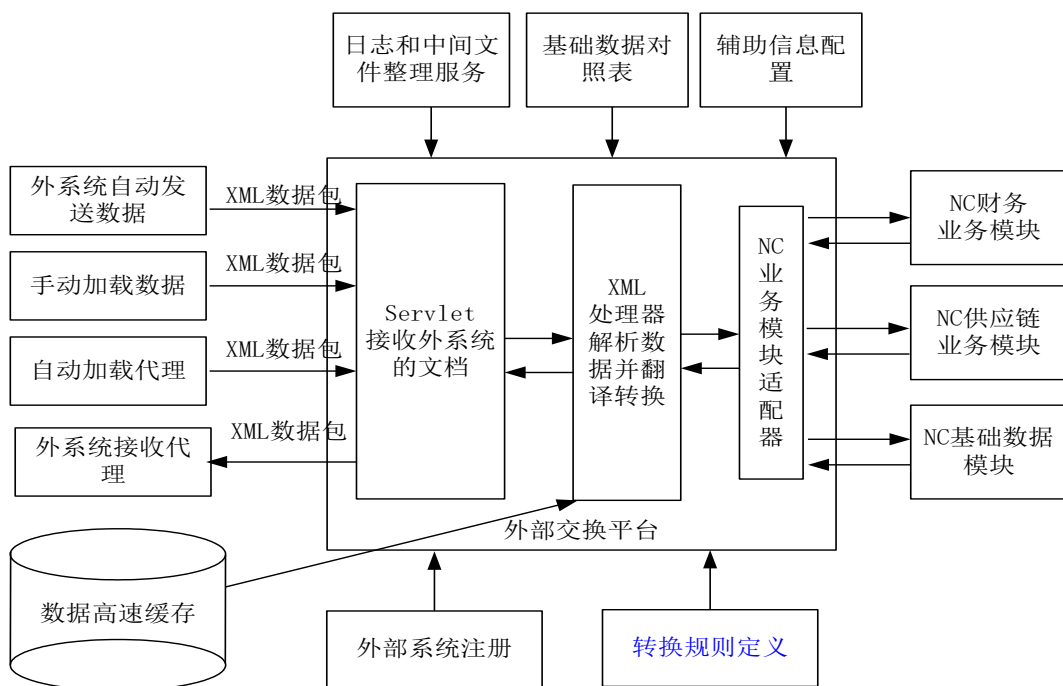 日志和中间文
件整理服务
基础数据对
照表
辅助信息配
置
外系统自动发
送数据
XML数据包
手动加载数据
XML数据包
自动加载代理
XML数据包
外系统接收代
理
XML数据包
Servlet
接收外系统
的文档
XML
处理器
解析数
据并翻
译转换
NC
业
务
模
块
适
配
器
NC财务
业务模块
NC供应链
业务模块
NC基础数据
模块
外部交换平台
数据高速缓存
外部系统注册
转换规则定义